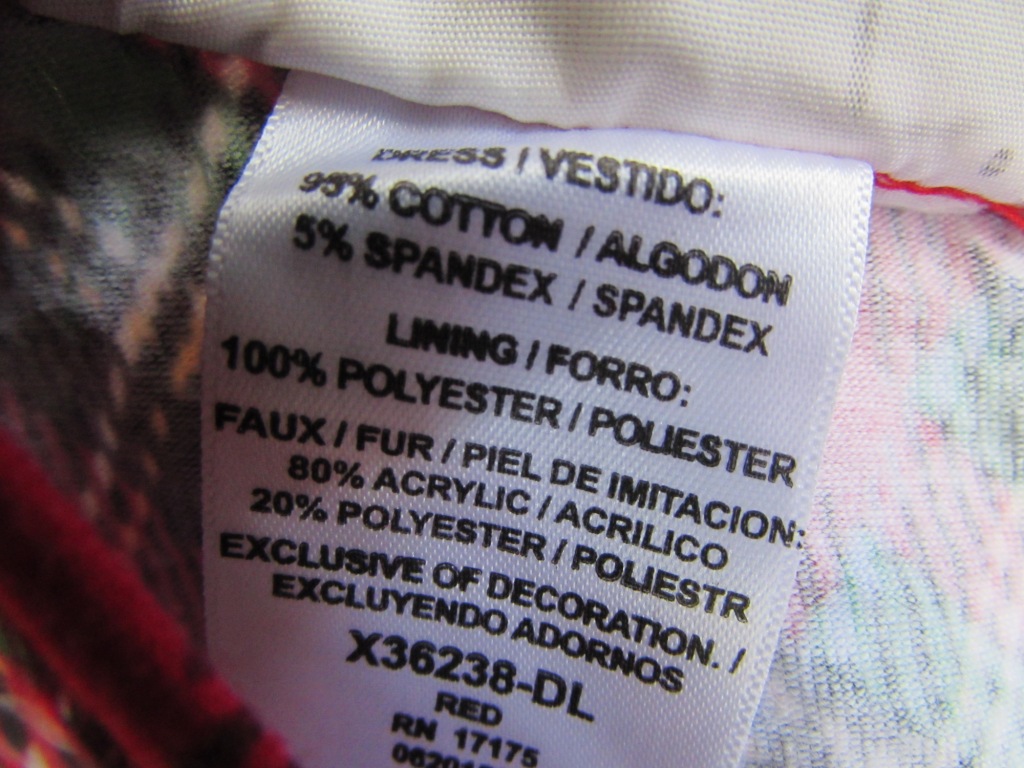 DRESS / VESTIDO:
95% COTTON / ALGODON
5% SPANDEX / SPANDEX
LINING / FORRO:
100% POLYESTER / POLIESTER
FAUX / FUR / PIEL DE IMITACION:
80% ACRYLIC / ACRILICO
20% POLYESTER / POLIESTR
EXCLUSIVE OF DECORATION. /
EXCLUYENDO ADORNOS
X36238-DL
RED
RN 17175